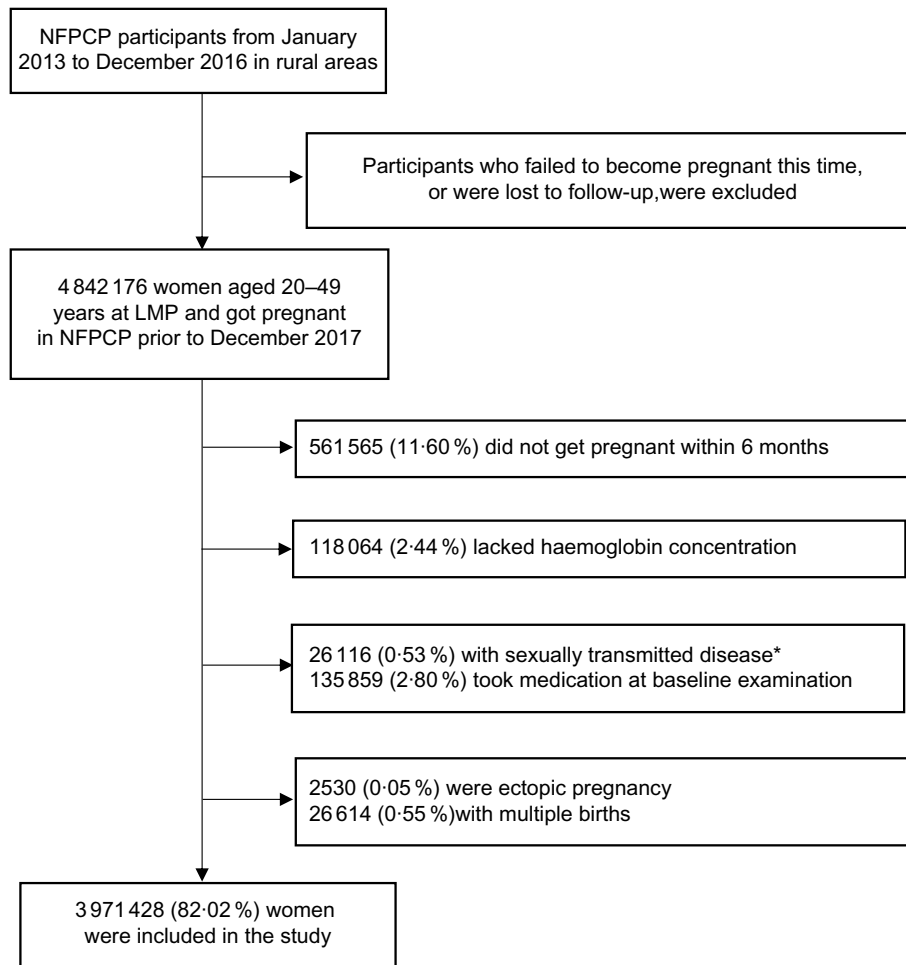 NFPCP participants from January
2013 to December 2016 in rural areas
Participants who failed to become pregnant this time,
or were lost to follow-up,were excluded
4 842 176 women aged 20–49
years at LMP and got pregnant
in NFPCP prior to December 2017
561 565 (11·60 %) did not get pregnant within 6 months
118 064 (2·44 %) lacked haemoglobin concentration
26 116 (0·53 %) with sexually transmitted disease*
135 859 (2·80 %) took medication at baseline examination
2530 (0·05 %) were ectopic pregnancy
26 614 (0·55 %)with multiple births
3 971 428 (82·02 %) women
were included in the study